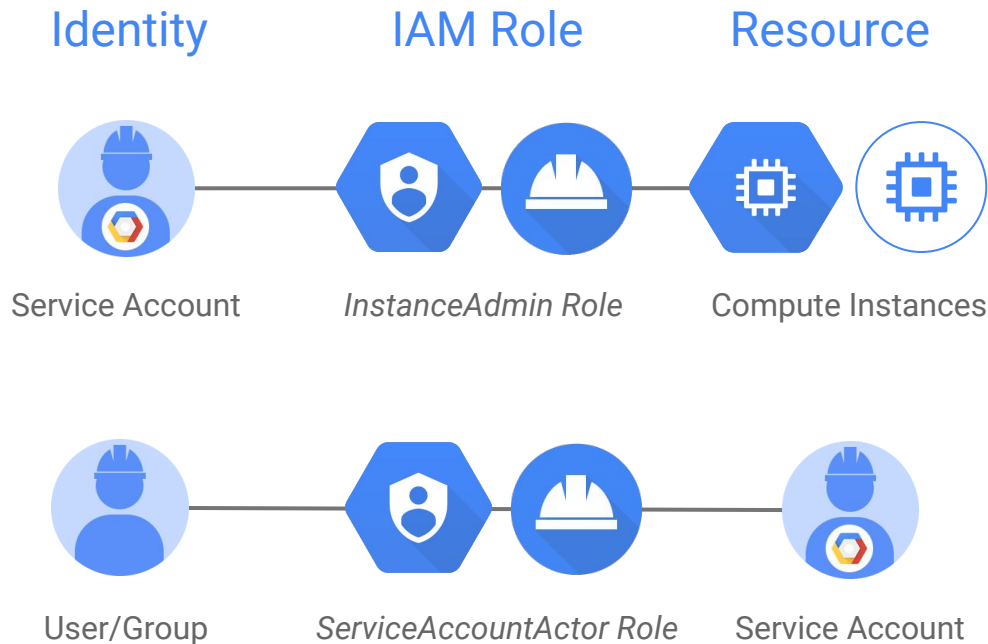 Identity
IAM Role
Resource
Service Account
InstanceAdmin Role
Compute Instances
User/Group
ServiceAccountActor Role
Service Account